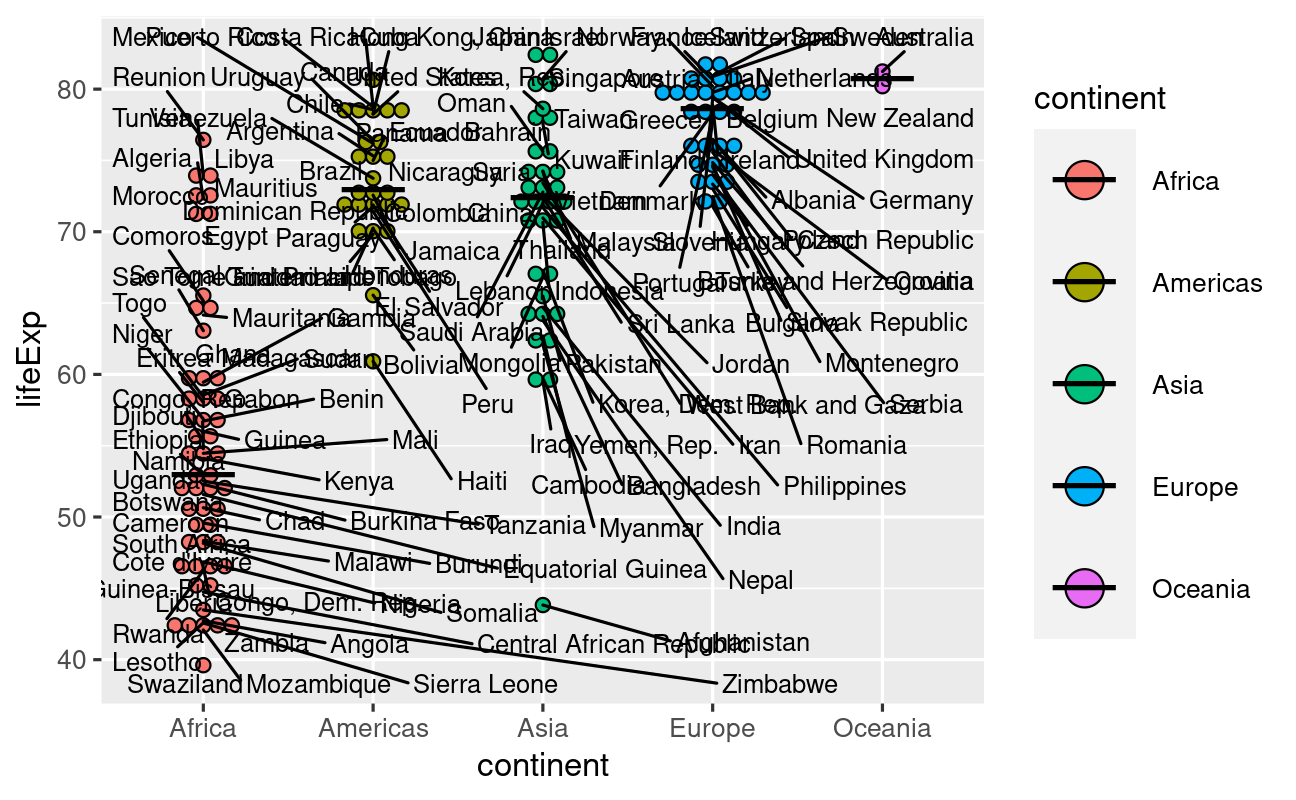 Mexico Puerto Rico Costa Rica Cuba Hong Kong, China Japan Israel Norway France Iceland Switzerland Spain Sweden Australia
Reunion Uruguay Canada United States Korea, Rep. Singapore Austria Italy Netherlands
Chile Oman
Tunisia Venezuela Argentina Panama Ecuador Bahrain Taiwan Greece Belgium New Zealand
Algeria Libya Brazil Nicaragua Syria Kuwait Finland Ireland United Kingdom
Morocco Mauritius Dominican Republic Colombia China Vietnam Denmark Albania Germany
Comoros Egypt Paraguay Jamaica Thailand Malaysia Slovenia Hungary Poland Czech Republic
Sao Tome and Principe Senegal Trinidad and Tobago Guatemala Honduras Lebanon Indonesia Portugal Turkey Bosnia and Herzegovina Croatia
Togo Mauritania Gambia El Salvador Saudi Arabia Sri Lanka Bulgaria Slovak Republic
Niger
Eritrea Ghana Madagascar Sudan Bolivia Mongolia Pakistan Jordan Montenegro
Congo, Rep. Gabon Benin Peru Korea, Dem. Rep. West Bank and Gaza Serbia
Djibouti
Ethiopia Guinea Mali Iraq Yemen, Rep. Iran Romania
Namibia
Uganda Kenya Haiti Cambodia Bangladesh Philippines
Botswana
Cameroon Chad Burkina Faso Tanzania Myanmar India
South Africa
Cote d'Ivoire Malawi Burundi Equatorial Guinea Nepal
Guinea-Bissau
Liberia Congo, Dem. Rep. Nigeria Somalia
Rwanda Zambia Angola Central African Republic Afghanistan
Lesotho
Swaziland Mozambique Sierra Leone Zimbabwe
80
70
60
50
40
lifeExp
Africa Americas Asia Europe Oceania
continent
continent
Africa
Americas
Asia
Europe
Oceania